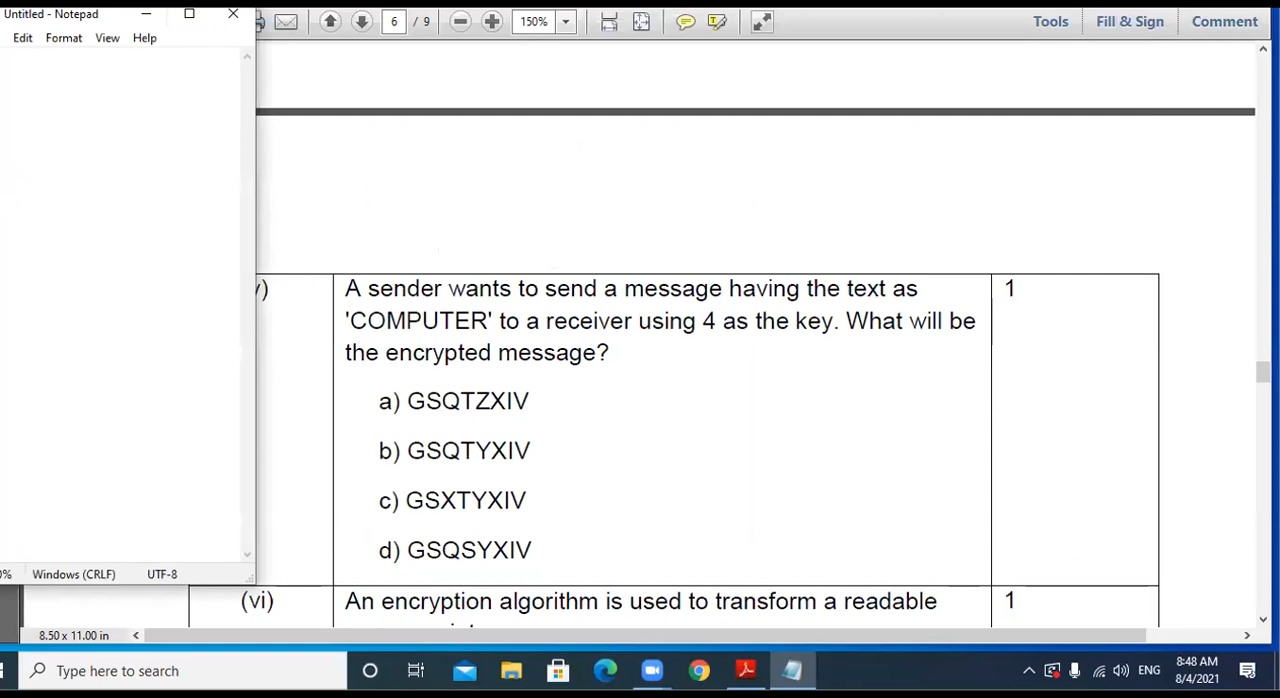 Untitled - Notepad
Edit Format View Help
6 / 9 150% Tools Fill & Sign Comment
v) A sender wants to send a message having the text as 1
'COMPUTER' to a receiver using 4 as the key. What will be
the encrypted message?
a) GSQTZXIV
b) GSQTYXIV
c) GSXTYXIV
d) GSQSYXIV
0% Windows (CRLF) UTF-8
(vi) An encryption algorithm is used to transform a readable 1
8.50 x 11.00 in
Type here to search
ENG
8:48 AM
8/4/2021